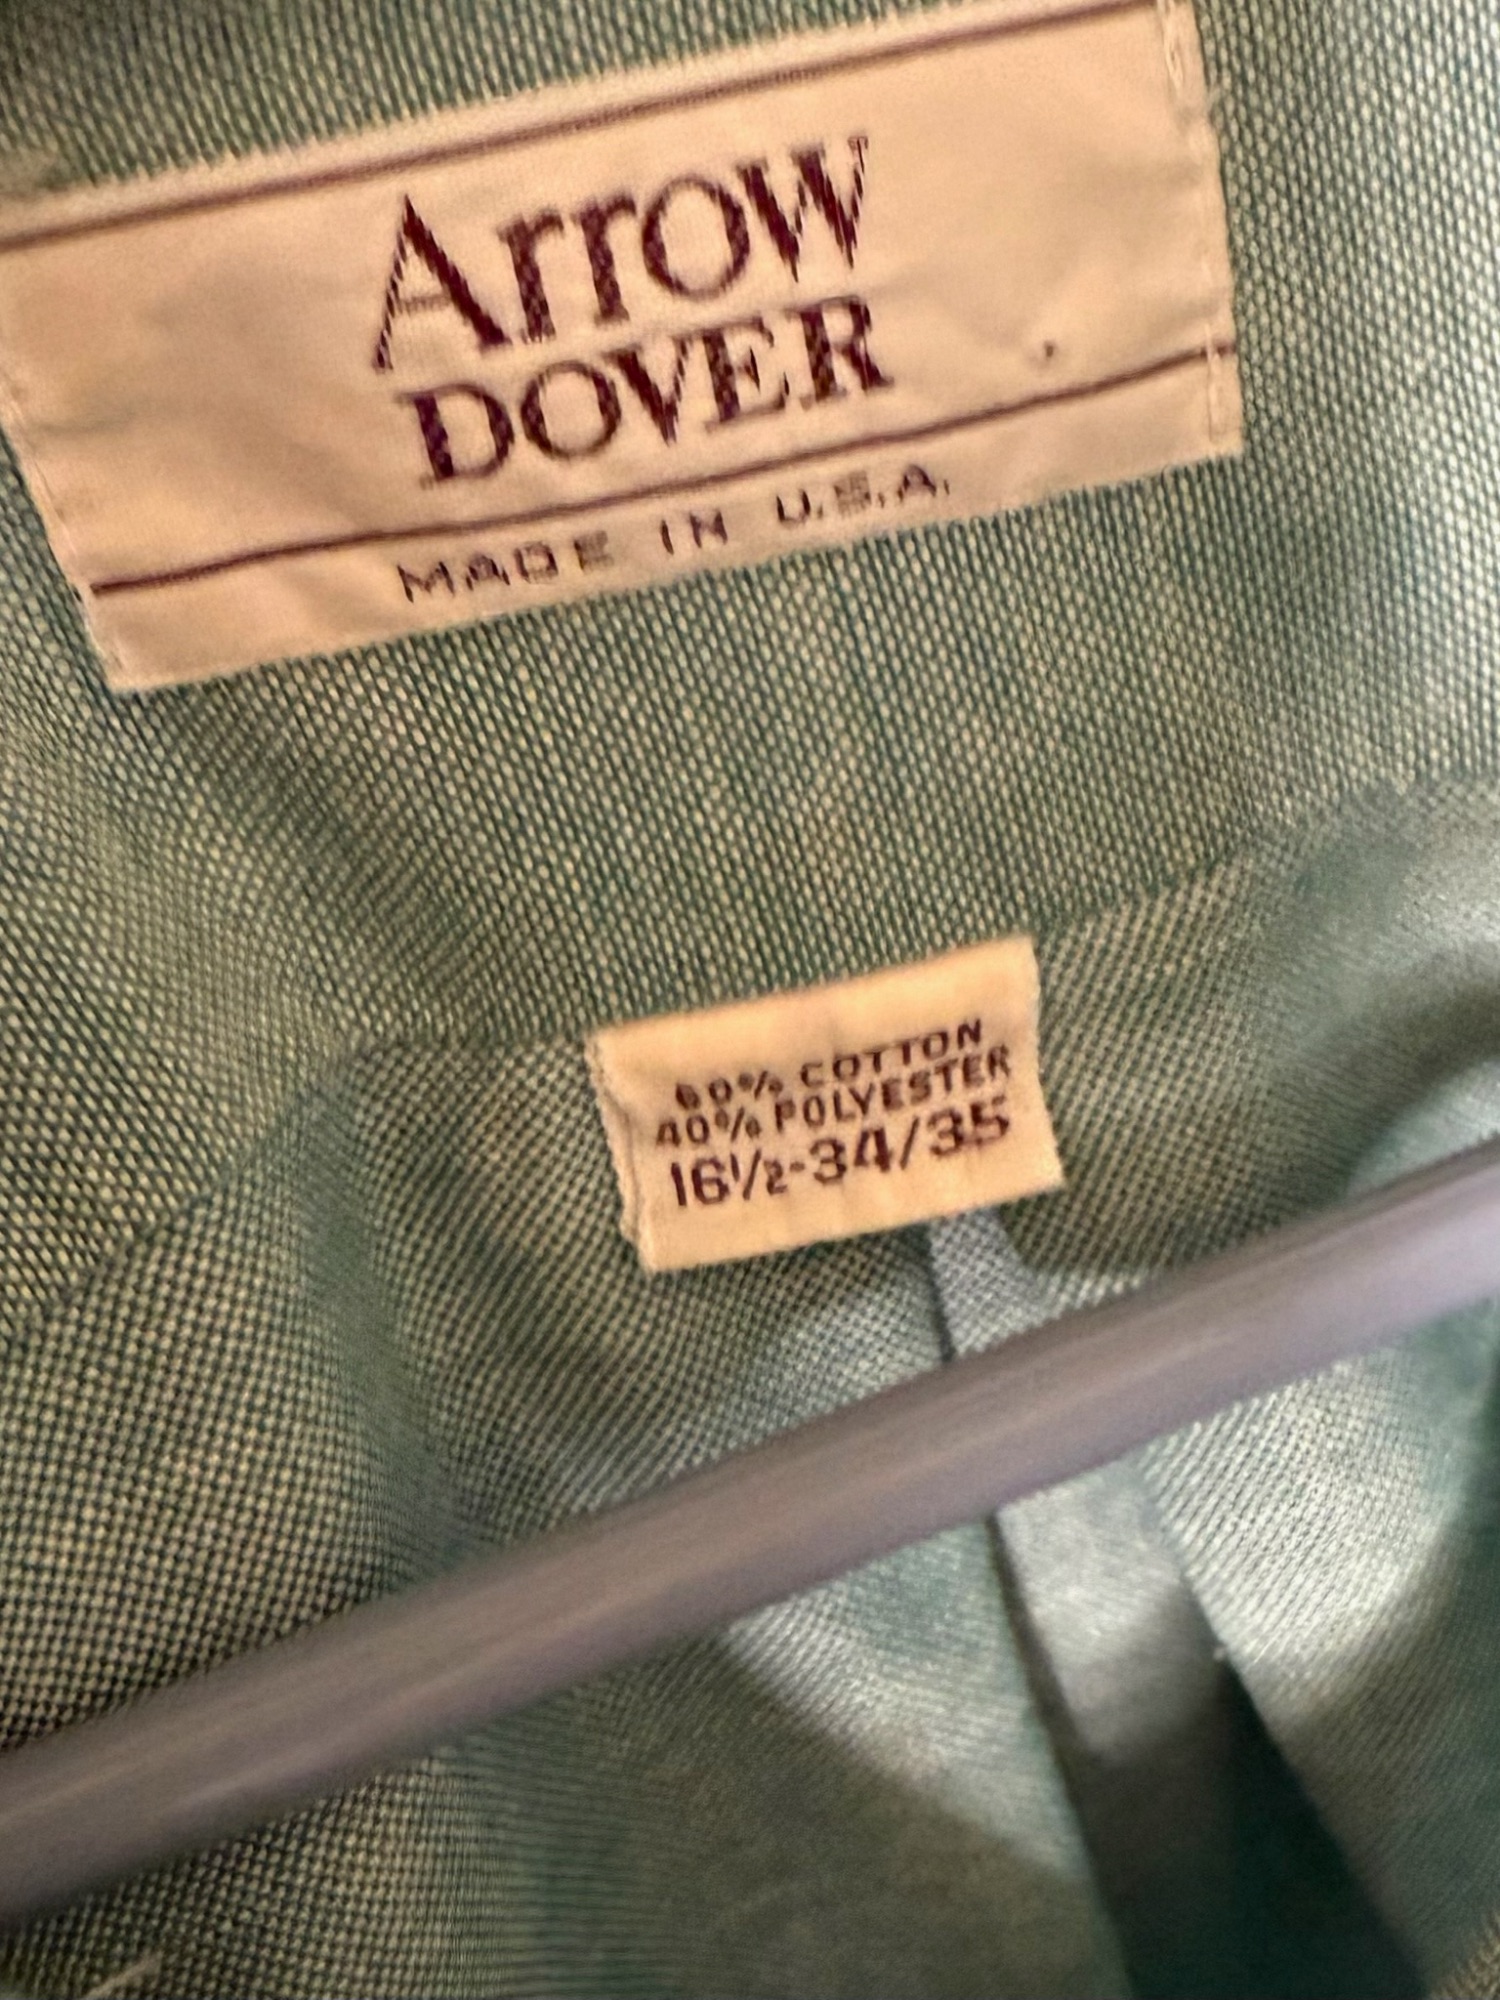 Arrow
DOVER
MADE IN U.S.A.
60% COTTON
40% POLYESTER
16½-34/35